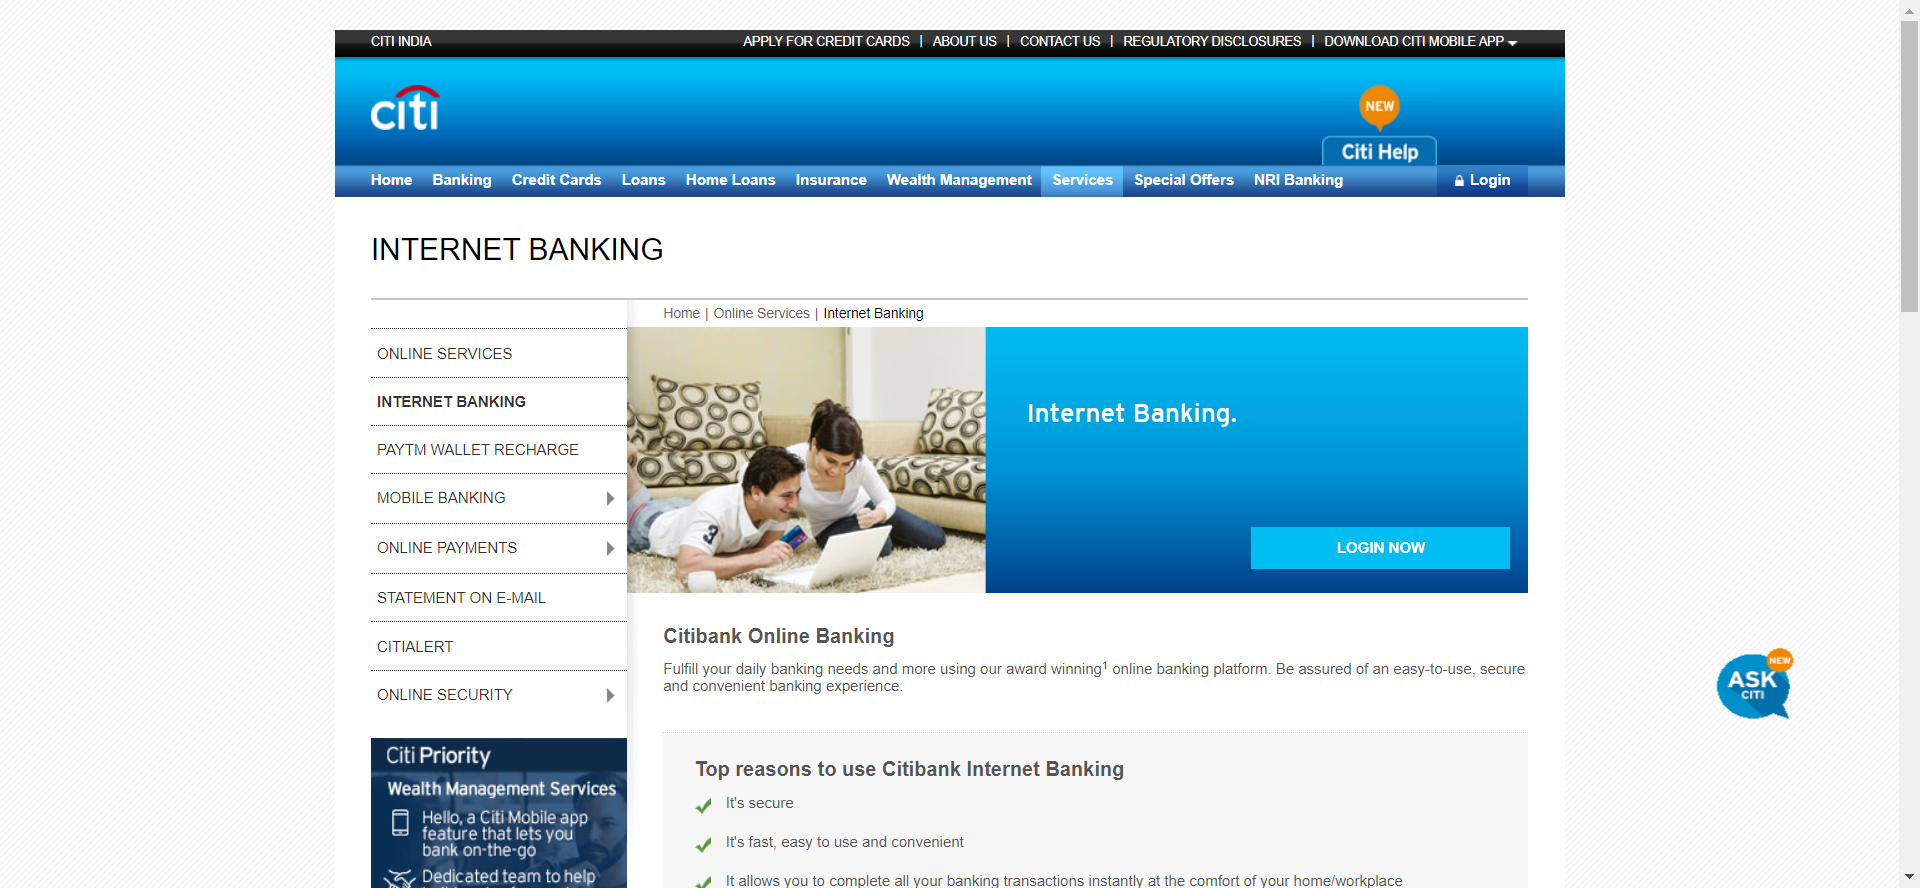 CITI INDIA
APPLY FOR CREDIT CARDS | ABOUT US | CONTACT US | REGULATORY DISCLOSURES | DOWNLOAD CITI MOBILE APP
citi
NEW
Citi Help
Home Banking Credit Cards Loans Home Loans Insurance Wealth Management Services Special Offers NRI Banking Login
INTERNET BANKING
Home | Online Services | Internet Banking
ONLINE SERVICES
INTERNET BANKING
PAYTM WALLET RECHARGE
MOBILE BANKING
ONLINE PAYMENTS
STATEMENT ON E-MAIL
CITIALERT
ONLINE SECURITY
3
Internet Banking.
LOGIN NOW
Citibank Online Banking
Fulfill your daily banking needs and more using our award winning1 online banking platform. Be assured of an easy-to-use, secure
and convenient banking experience.
NEW
ASK
CITI
Citi Priority
Wealth Management Services
Hello, a Citi Mobile app
feature that lets you
bank on-the-go
Dedicated team to help
Top reasons to use Citibank Internet Banking
It's secure
It's fast, easy to use and convenient
It allows you to complete all your banking transactions instantly at the comfort of your home/workplace